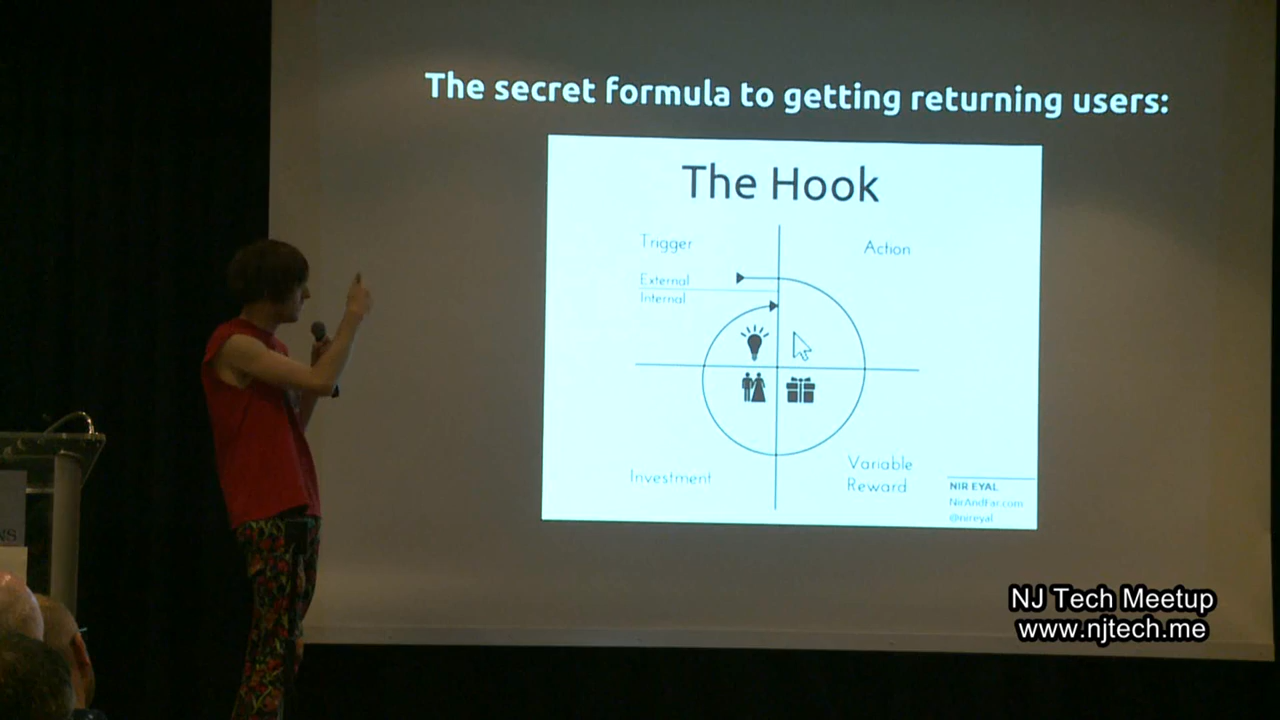 The secret formula to getting returning users:
The Hook
Trigger
Action
External
Internal
Investment
Variable
Reward
NIR EYAL
NirAndFar.com
@nireyal
NS
NJ Tech Meetup
www.njtech.me